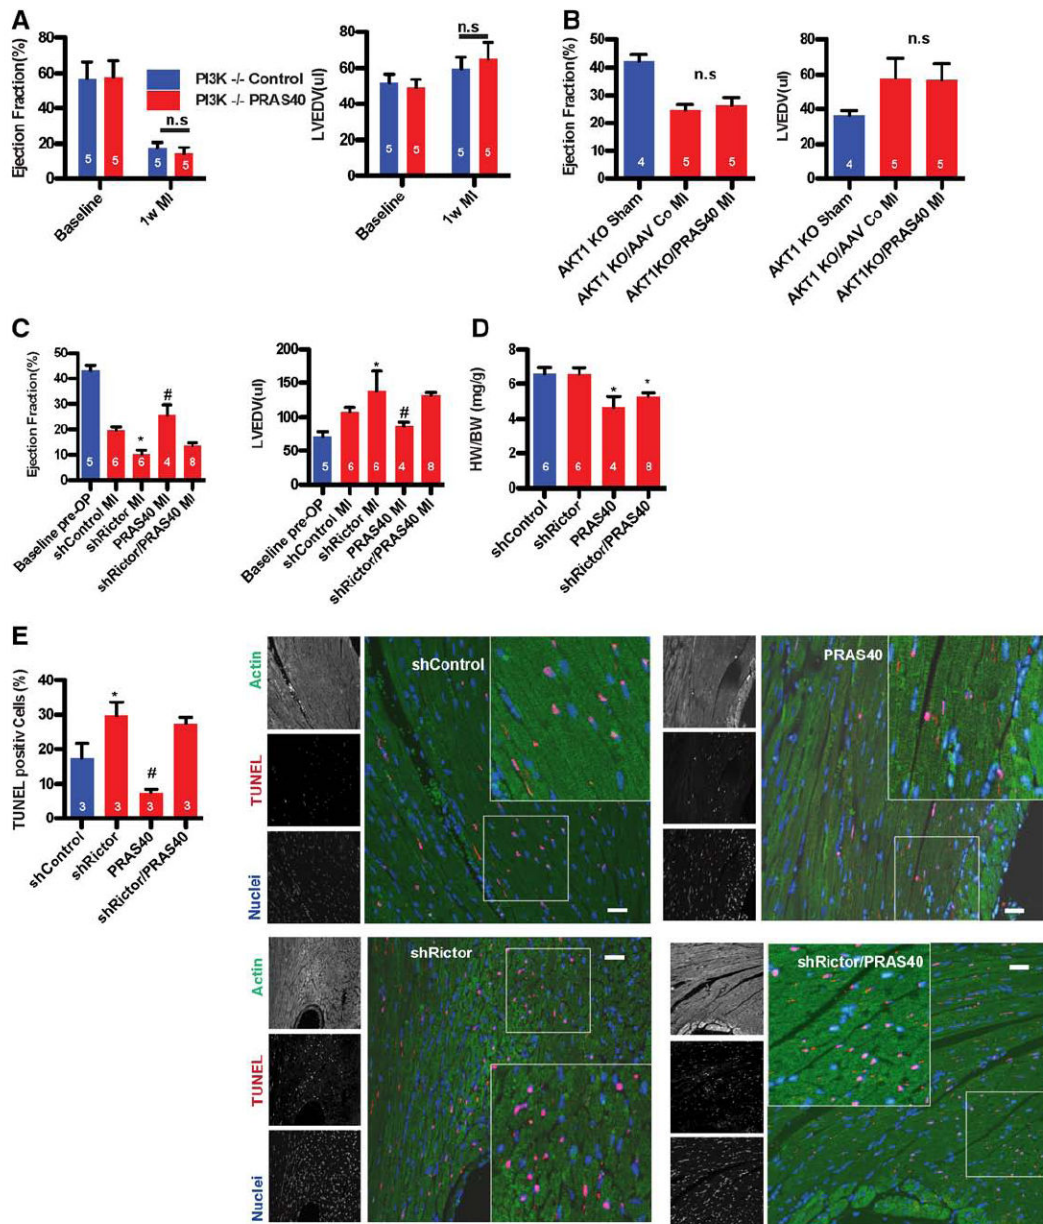 A
Ejection Fraction(%)
80
60
40
20
0
5
5
5
5
n.s
Baseline
1w MI
PI3K -/- Control
PI3K -/- PRAS40
LVEDV(ul)
80
60
40
20
0
5
5
5
5
n.s
Baseline
1w MI
B
Ejection Fraction(%)
50
40
30
20
10
0
4
5
5
n.s
AKT1 KO Sham
AKT1 KO/AAV Co MI
AKT1KO/PRAS40 MI
LVEDV(ul)
80
60
40
20
0
4
5
5
n.s
AKT1 KO Sham
AKT1 KO/AAV Co MI
AKT1KO/PRAS40 MI
C
Ejection Fraction(%)
50
40
30
20
10
0
5
6
6
4
8
*
#
Baseline pre-OP
shControl MI
shRictor MI
PRAS40 MI
shRictor/PRAS40 MI
LVEDV(ul)
200
150
100
50
0
5
6
6
4
8
*
#
Baseline pre-OP
shControl MI
shRictor MI
PRAS40 MI
shRictor/PRAS40 MI
D
HW/BW (mg/g)
8
6
4
2
0
6
6
4
8
*
*
shControl
shRictor
PRAS40
shRictor/PRAS40
E
TUNEL positiv Cells (%)
40
30
20
10
0
3
3
3
3
*
#
shControl
shRictor
PRAS40
shRictor/PRAS40
Actin
TUNEL
Nuclei
shControl
PRAS40
Actin
TUNEL
Nuclei
shRictor
shRictor/PRAS40